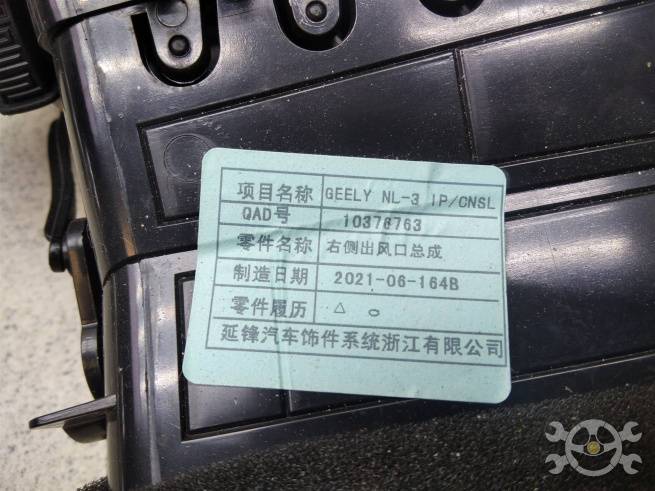 项目名称 GEELY NL-3 IP/CNSL
QAD号 10376763
零件名称 右侧出风口总成
制造日期 2021-06-164B
零件履历 △ ○
延锋汽车饰件系统浙江有限公司